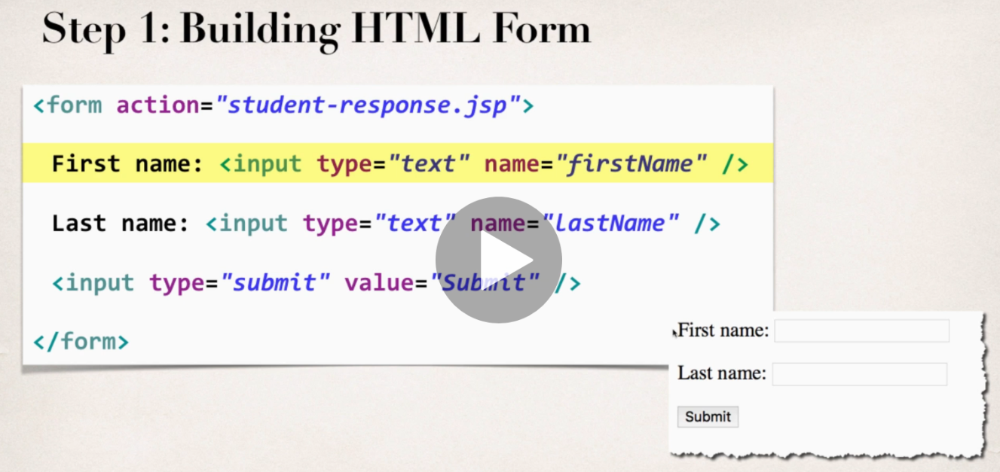 Step 1: Building HTML Form
<form action="student-response.jsp">
First name: <input type="text" name="firstName" />
Last name: <input type="text" name="lastName" />
<input type="submit" value="Submit" />
</form>
First name:
Last name:
Submit